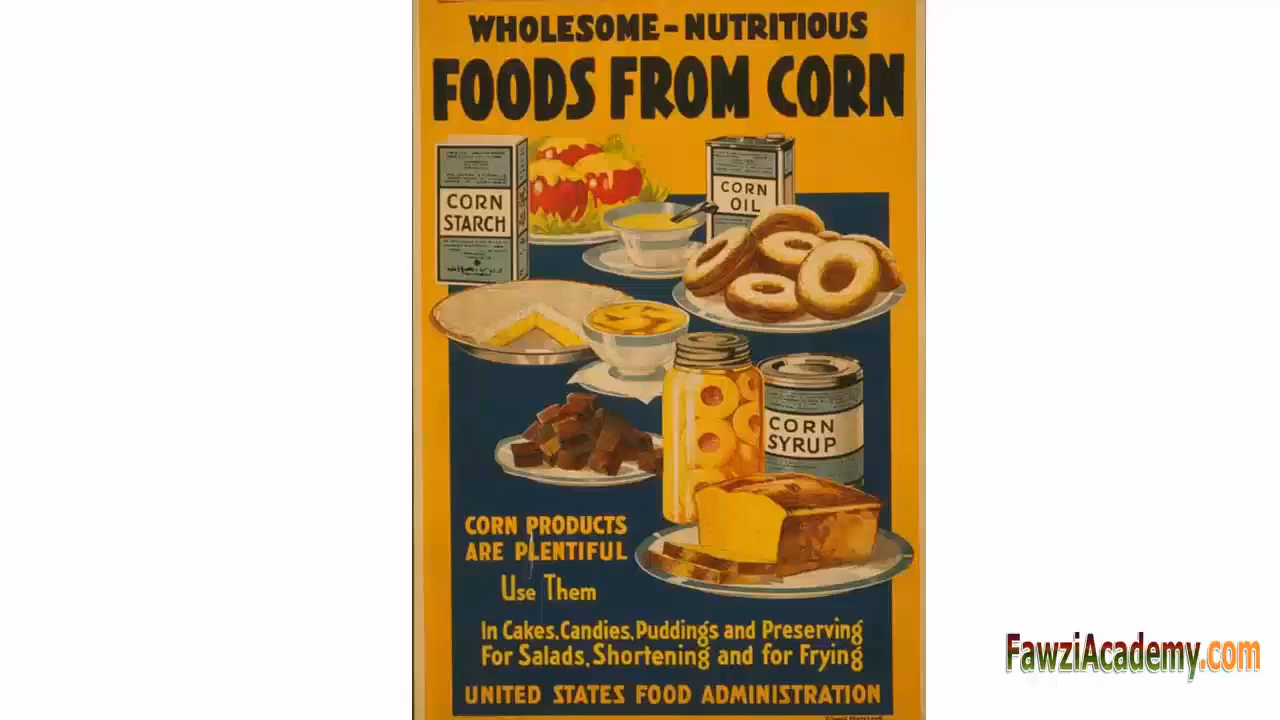 WHOLESOME-NUTRITIOUS
FOODS FROM CORN
CORN
STARCH
CORN
OIL
CORN
SYRUP
CORN PRODUCTS
ARE PLENTIFUL
Use Them
In Cakes, Candies, Puddings and Preserving
For Salads, Shortening and for Frying
UNITED STATES FOOD ADMINISTRATION
FawziAcademy.com